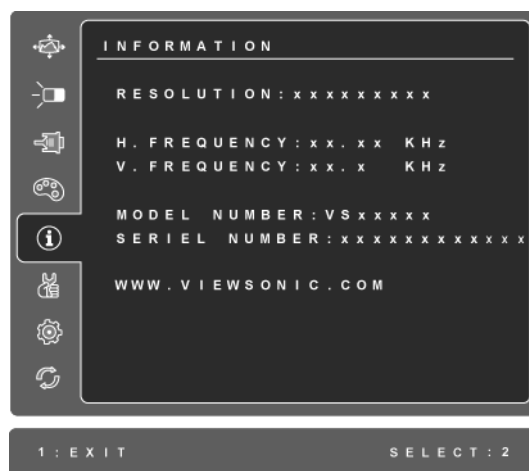 INFORMATION
RESOLUTION:xxxxxxxxx
H. FREQUENCY:xx.xx KHz
V. FREQUENCY:xx.x KHz
MODEL NUMBER:VSxxxxx
SERIEL NUMBER:xxxxxxxxxxxx
WWW.VIEWSONIC.COM
1:EXIT SELECT:2